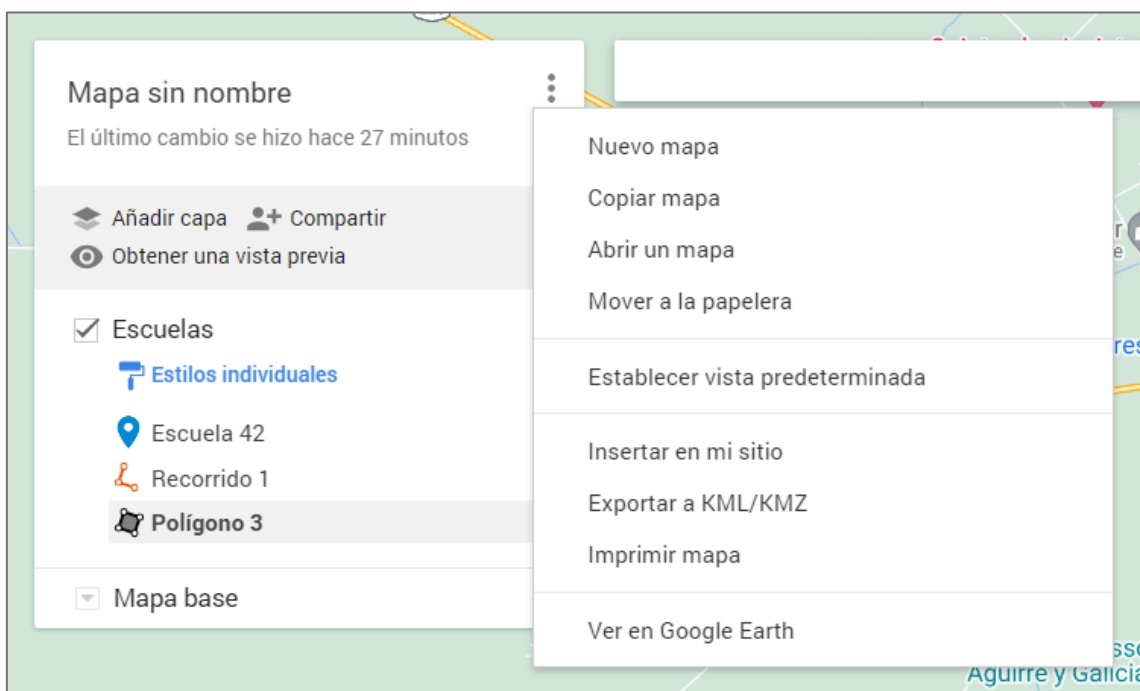 Mapa sin nombre
El último cambio se hizo hace 27 minutos
Añadir capa Compartir
Obtener una vista previa
Escuelas
Estilos individuales
Escuela 42
Recorrido 1
Polígono 3
Mapa base
Nuevo mapa
Copiar mapa
Abrir un mapa
Mover a la papelera
Establecer vista predeterminada
Insertar en mi sitio
Exportar a KML/KMZ
Imprimir mapa
Ver en Google Earth
Aguirre y Galicia